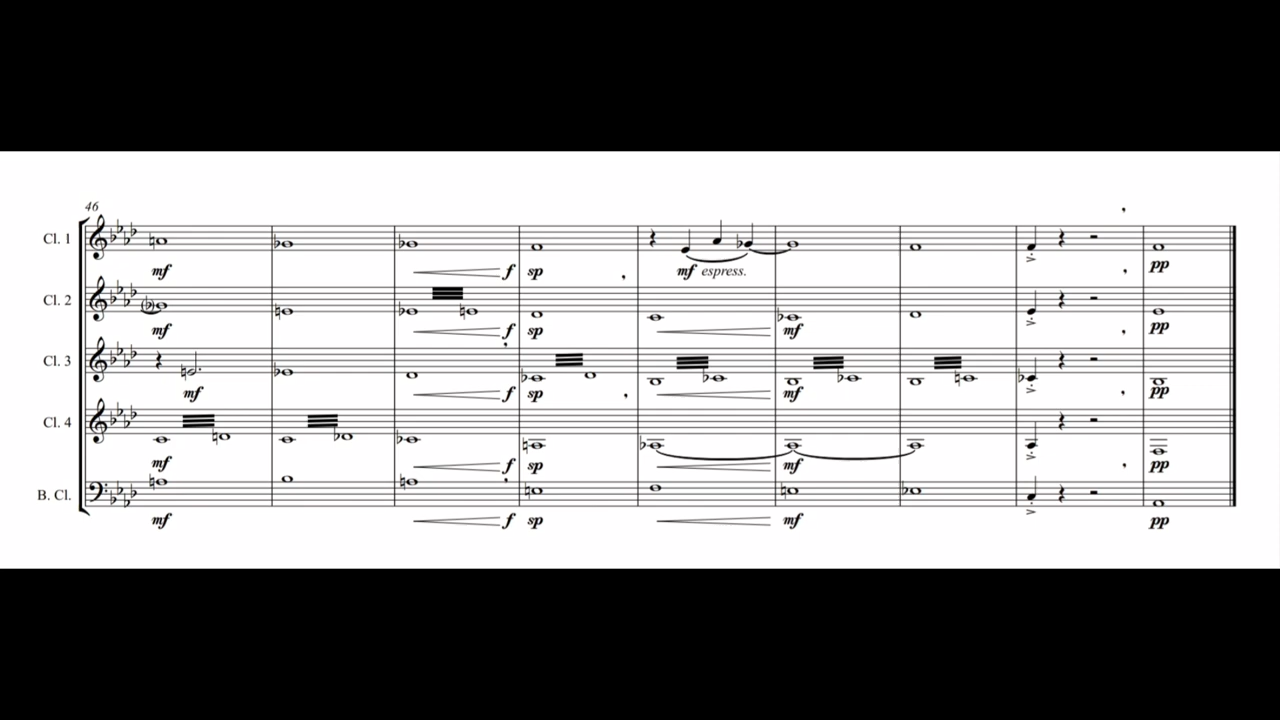 46
Cl. 1
mf
f
sp
mf espress.
pp
Cl. 2
mf
f
sp
mf
pp
Cl. 3
mf
f
sp
mf
pp
Cl. 4
mf
f
sp
mf
pp
B. Cl.
mf
f
sp
mf
pp